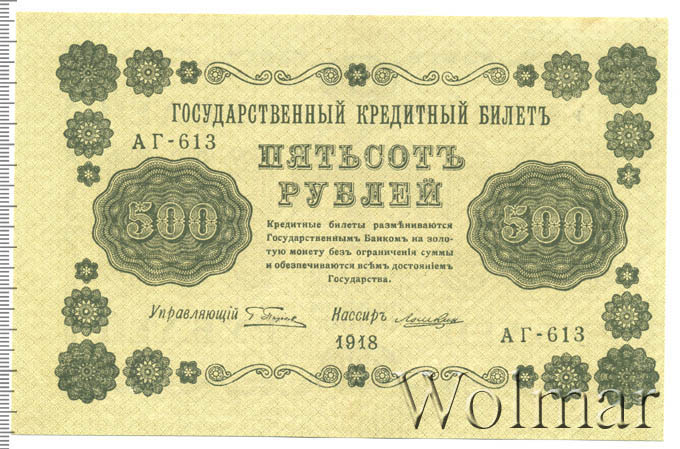 ГОСУДАРСТВЕННЫЙ КРЕДИТНЫЙ БИЛЕТЪ
АГ-613
ПЯТЬСОТЪ
РУБЛЕЙ
500
500
Кредитные билеты размѣниваются
Государственнымъ Банкомъ на золо-
тую монету безъ ограниченія суммы
и обезпечиваются всѣмъ достояніемъ
Государства.
Управляющій
Кассиръ
1918
АГ-613
Wolmar